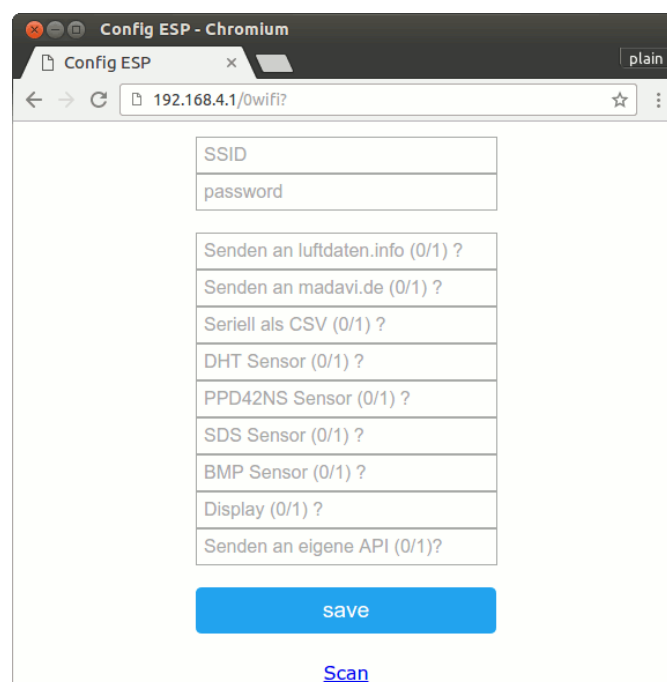 Config ESP - Chromium
Config ESP
plain
192.168.4.1/0wifi?
SSID
password
Senden an luftdaten.info (0/1) ?
Senden an madavi.de (0/1) ?
Seriell als CSV (0/1) ?
DHT Sensor (0/1) ?
PPD42NS Sensor (0/1) ?
SDS Sensor (0/1) ?
BMP Sensor (0/1) ?
Display (0/1) ?
Senden an eigene API (0/1)?
save
Scan